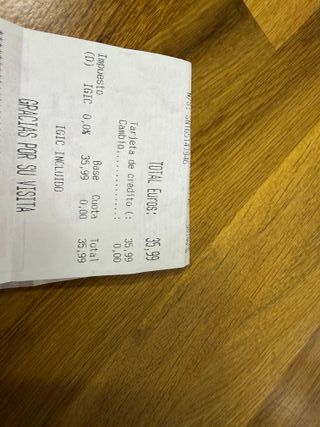 TOTAL Euros: 35,99
Tarjeta de crédito (: 35,99
Cambio..............: 0,00
Impuesto Base Cuota Total
(D) IGIC 0,0% 35,99 0,00 35,99
IGIC INCLUIDO
GRACIAS POR SU VISITA